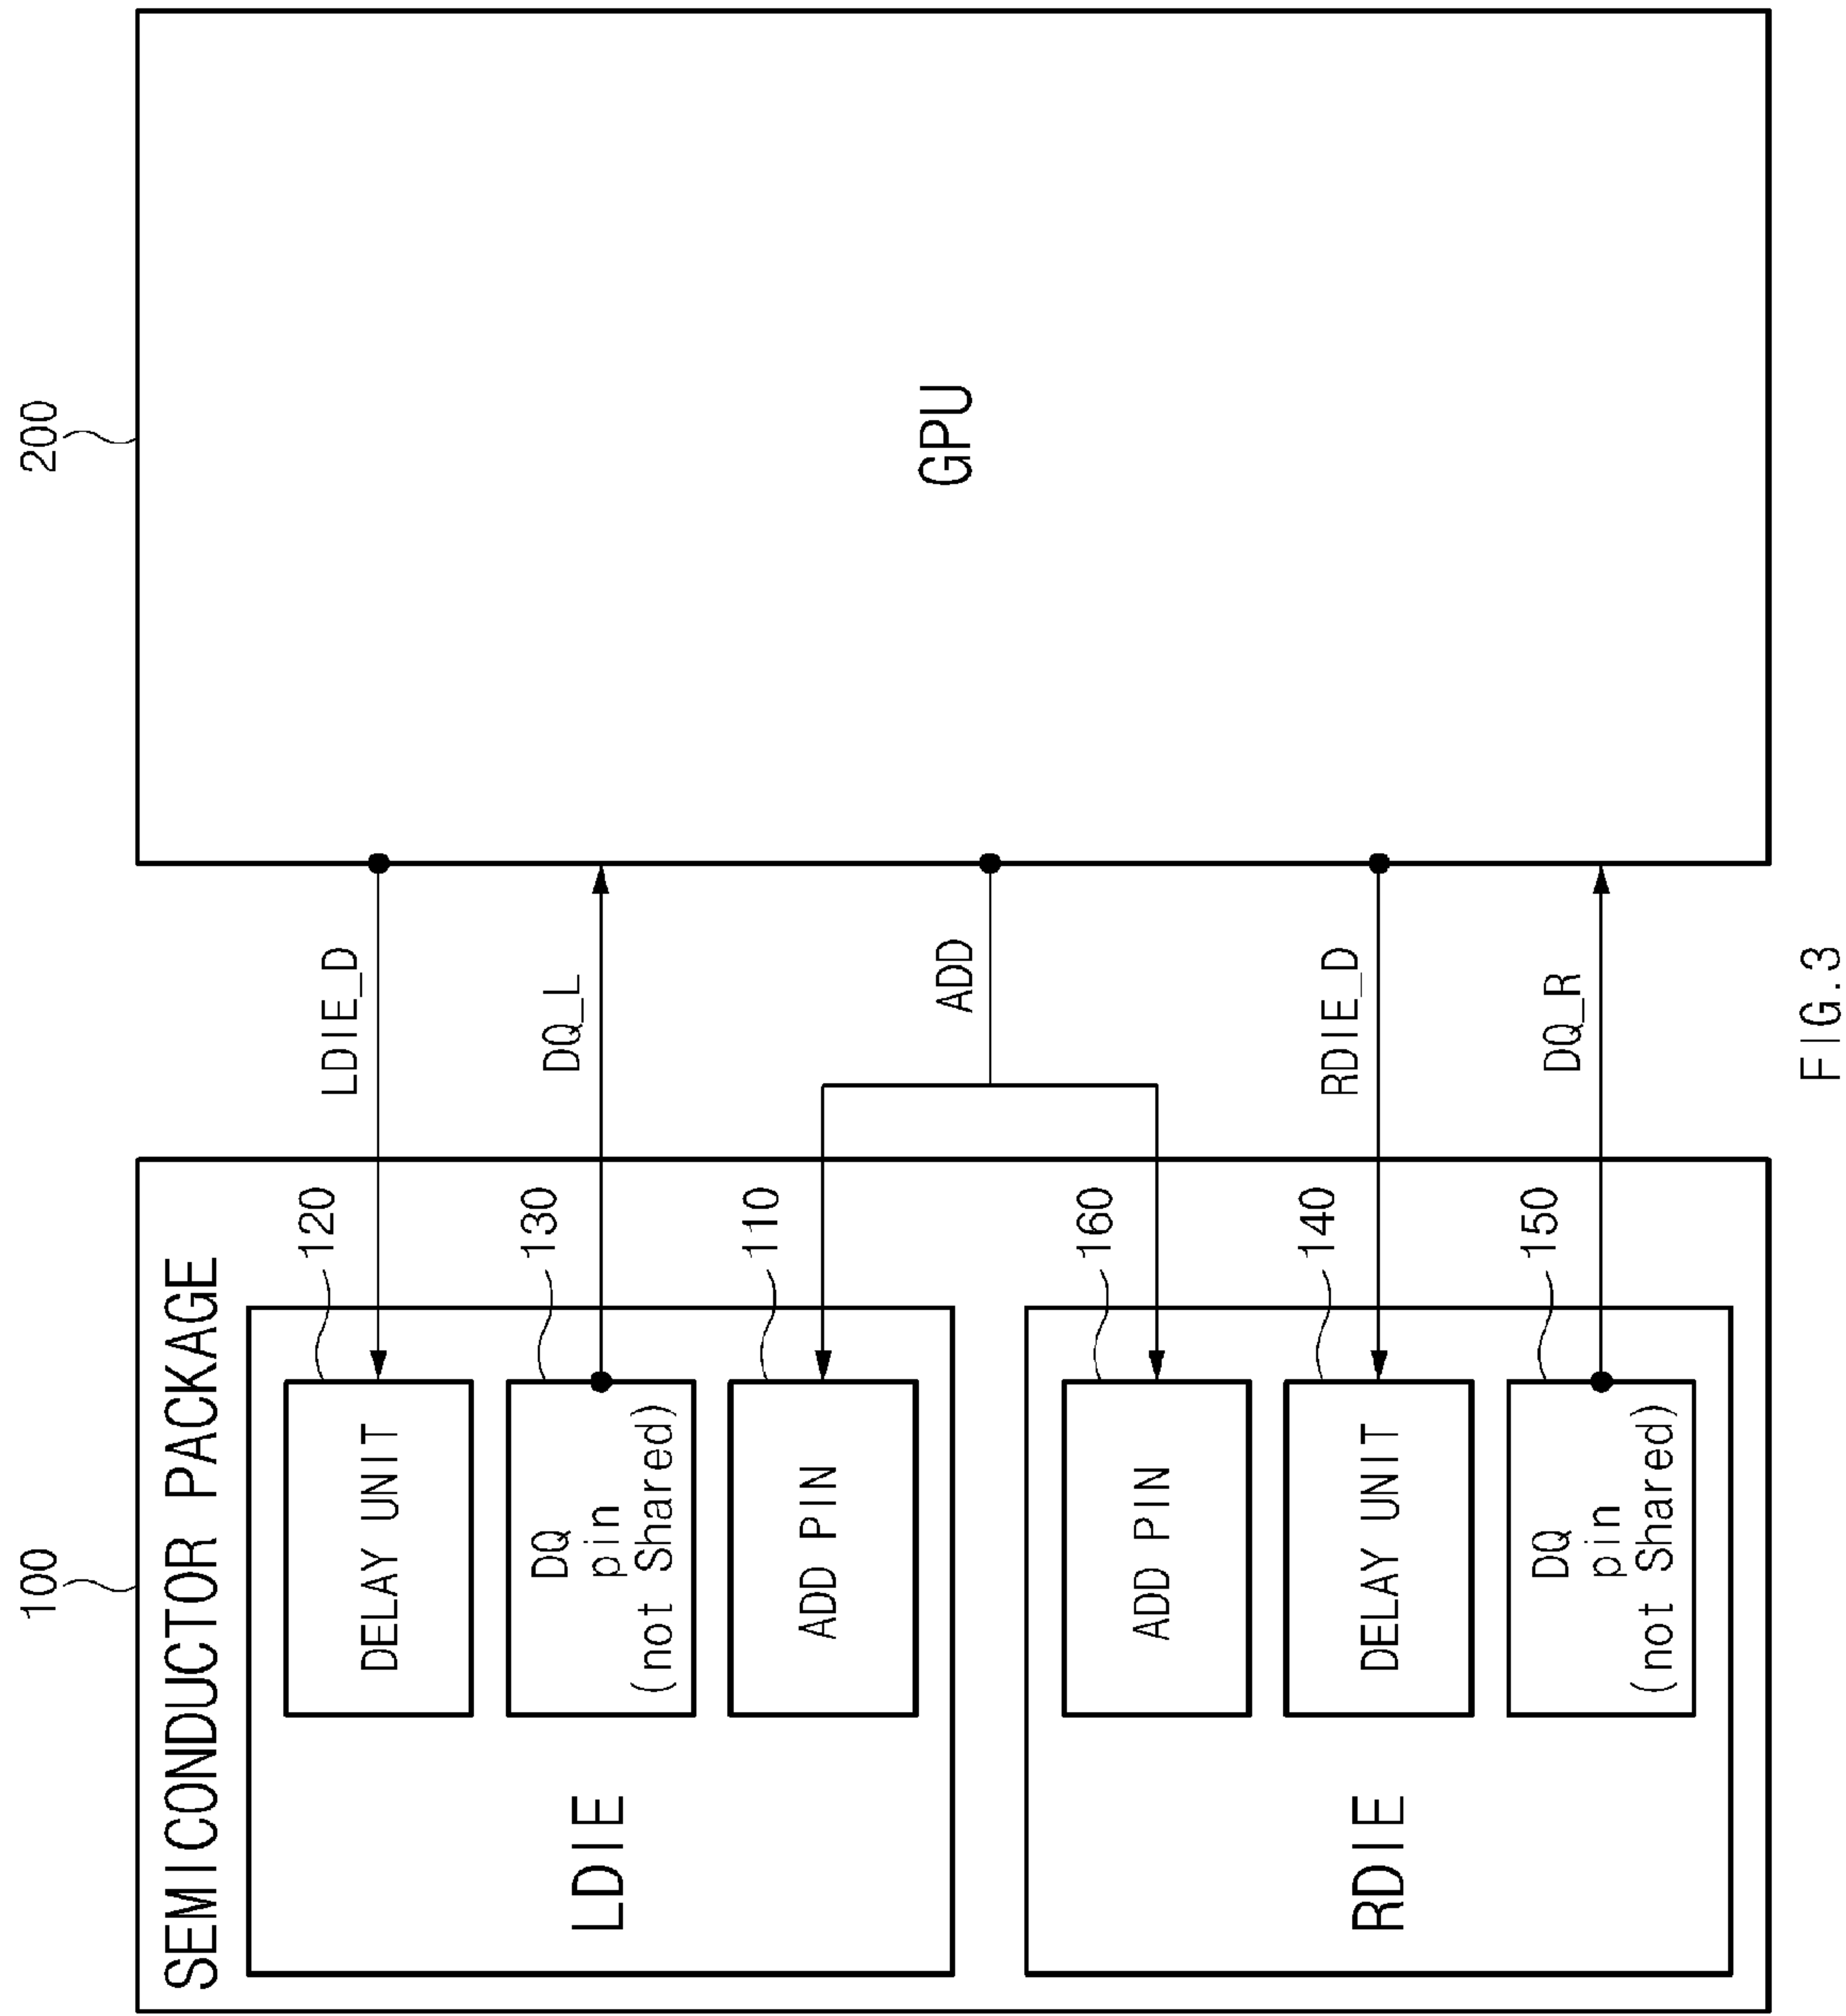 100
200
SEMICONDUCTOR PACKAGE
LDIE
DELAY UNIT
120
LDIE_D
DQ
pin
(not Shared)
130
DQ_L
ADD PIN
110
ADD
GPU
RDIE
ADD PIN
160
DELAY UNIT
140
RDIE_D
DQ
pin
(not Shared)
150
DQ_R
FIG.3